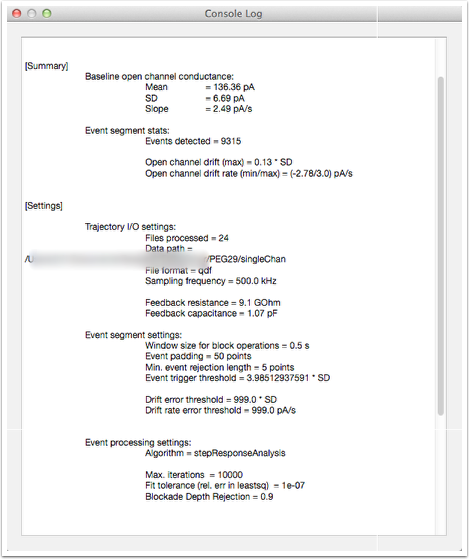 Console Log
[Summary]
Baseline open channel conductance:
Mean = 136.36 pA
SD = 6.69 pA
Slope = 2.49 pA/s
Event segment stats:
Events detected = 9315
Open channel drift (max) = 0.13 * SD
Open channel drift rate (min/max) = (-2.78/3.0) pA/s
[Settings]
Trajectory I/O settings:
Files processed = 24
Data path =
/PEG29/singleChan
File format = qdf
Sampling frequency = 500.0 kHz
Feedback resistance = 9.1 GOhm
Feedback capacitance = 1.07 pF
Event segment settings:
Window size for block operations = 0.5 s
Event padding = 50 points
Min. event rejection length = 5 points
Event trigger threshold = 3.98512937591 * SD
Drift error threshold = 999.0 * SD
Drift rate error threshold = 999.0 pA/s
Event processing settings:
Algorithm = stepResponseAnalysis
Max. iterations = 10000
Fit tolerance (rel. err in leastsq) = 1e-07
Blockade Depth Rejection = 0.9